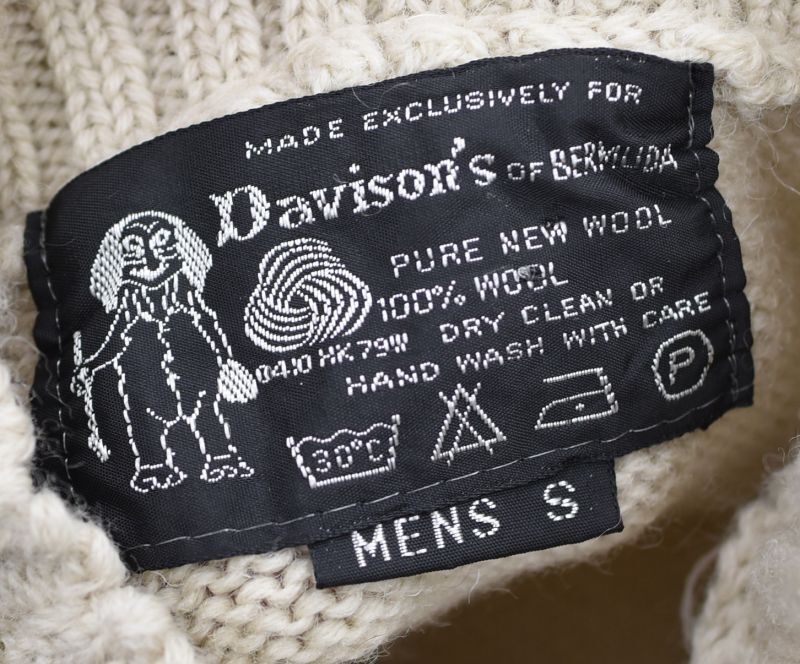 MADE EXCLUSIVELY FOR
Davison's OF BERMUDA
PURE NEW WOOL
100% WOOL
0410 HK79W DRY CLEAN OR
HAND WASH WITH CARE
30°C
P
MENS S